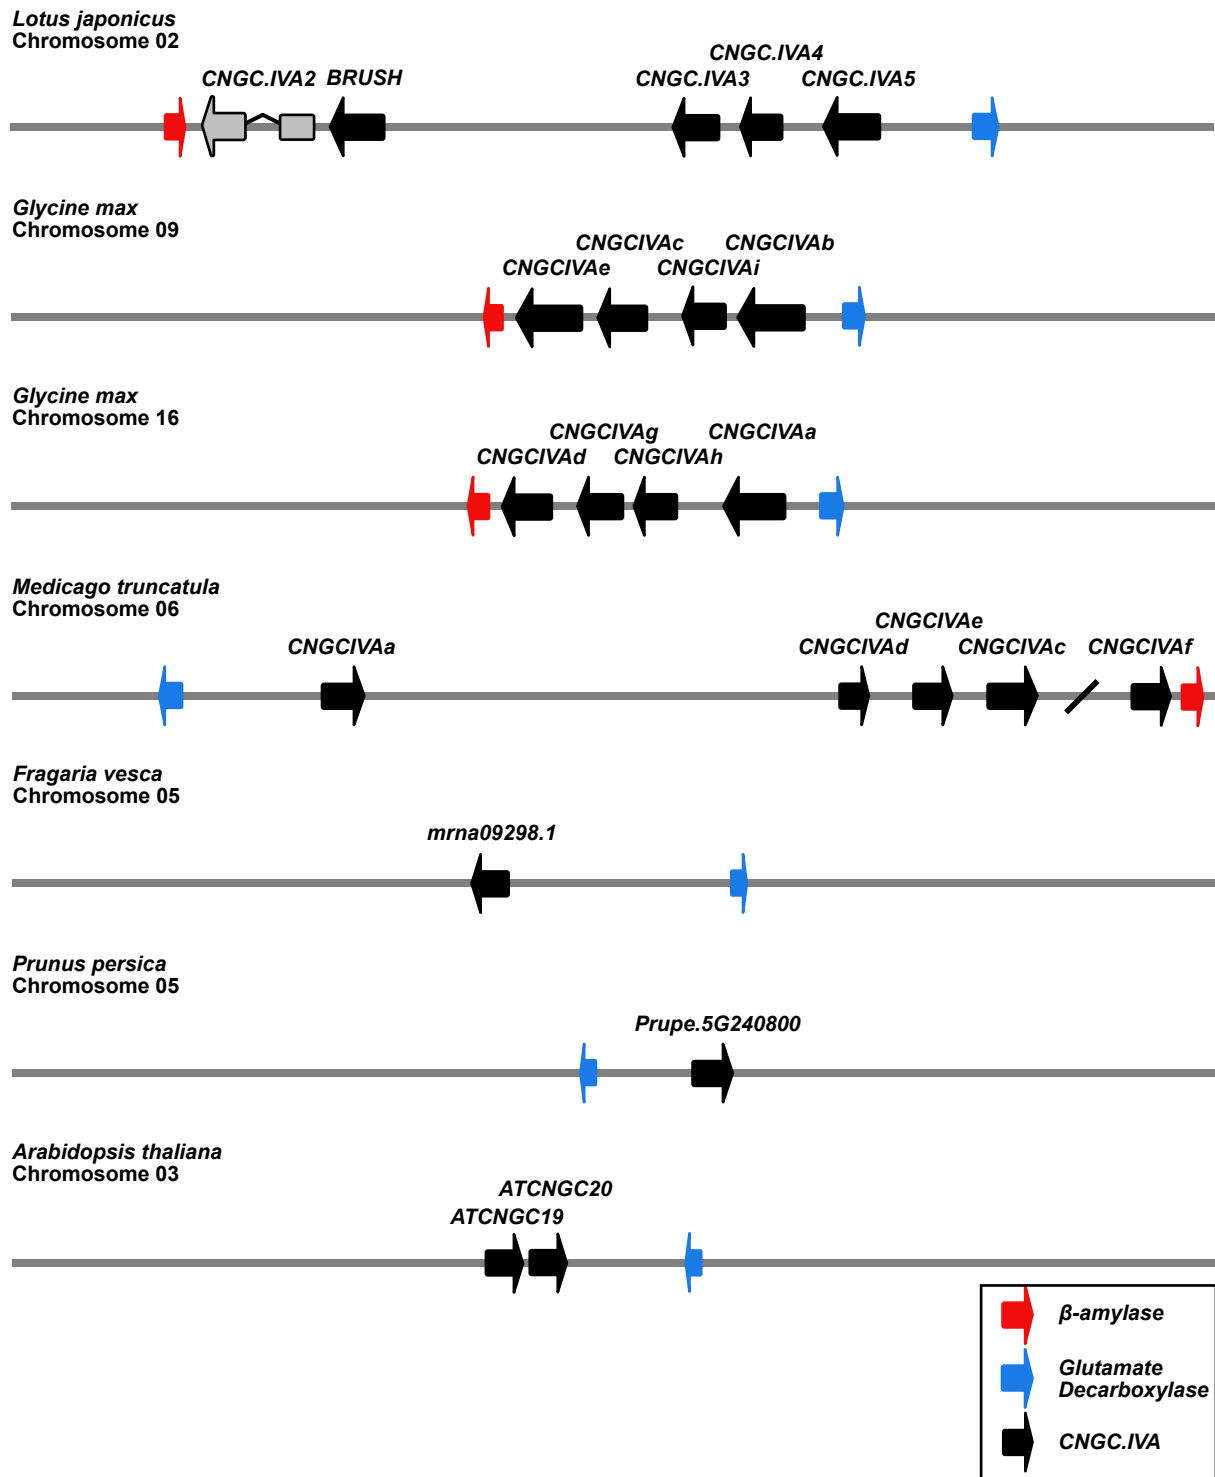 Lotus japonicus
Chromosome 02
CNGC.IVA4
CNGC.IVA2 BRUSH CNGC.IVA3 CNGC.IVA5
Glycine max
Chromosome 09
CNGCIVAc CNGCIVAb
CNGCIVAe CNGCIVAi
Glycine max
Chromosome 16
CNGCIVAg CNGCIVAa
CNGCIVAd CNGCIVAh
Medicago truncatula
Chromosome 06
CNGCIVAe
CNGCIVAa CNGCIVAd CNGCIVAc CNGCIVAf
Fragaria vesca
Chromosome 05
mrna09298.1
Prunus persica
Chromosome 05
Prupe.5G240800
Arabidopsis thaliana
Chromosome 03
ATCNGC20
ATCNGC19
β-amylase
Glutamate
Decarboxylase
CNGC.IVA